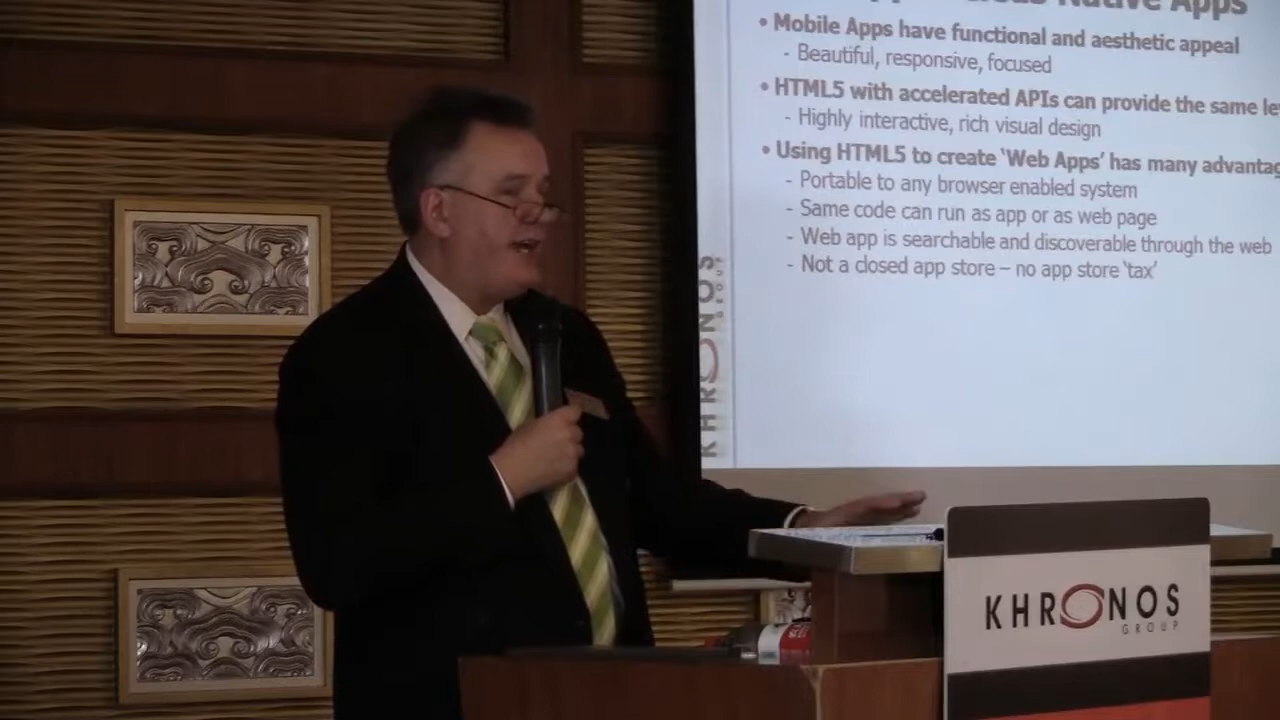 Native Apps
• Mobile Apps have functional and aesthetic appeal
- Beautiful, responsive, focused
• HTML5 with accelerated APIs can provide the same
- Highly interactive, rich visual design
• Using HTML5 to create ‘Web Apps’ has many
- Portable to any browser enabled system
- Same code can run as app or as web page
- Web app is searchable and discoverable through the web
- Not a closed app store – no app store ‘tax’
KHRONOS
GROUP
KHRONOS
GROUP